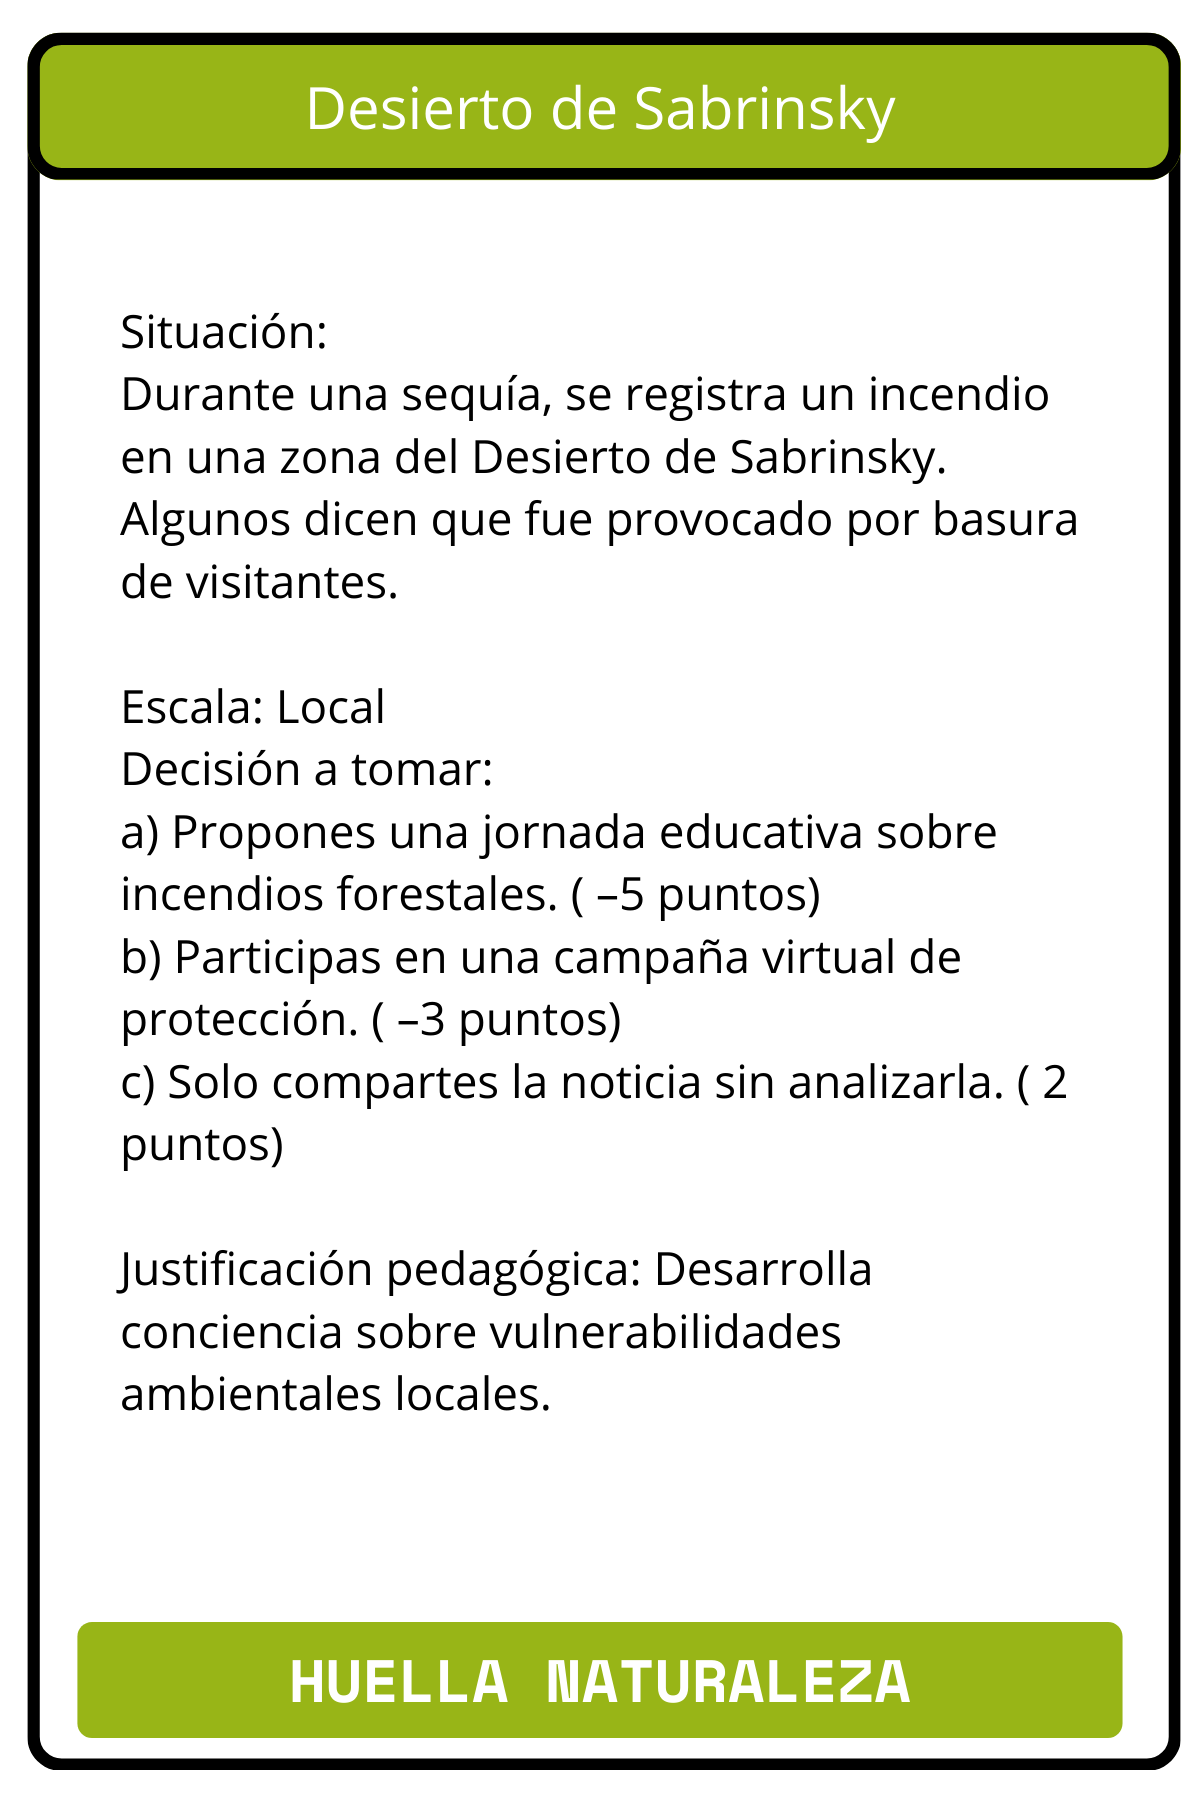 Desierto de Sabrinsky
Situación:
Durante una sequía, se registra un incendio
en una zona del Desierto de Sabrinsky.
Algunos dicen que fue provocado por basura
de visitantes.
Escala: Local
Decisión a tomar:
a) Propones una jornada educativa sobre
incendios forestales. ( –5 puntos)
b) Participas en una campaña virtual de
protección. ( –3 puntos)
c) Solo compartes la noticia sin analizarla. ( 2
puntos)
Justificación pedagógica: Desarrolla
conciencia sobre vulnerabilidades
ambientales locales.
HUELLA NATURALEZA